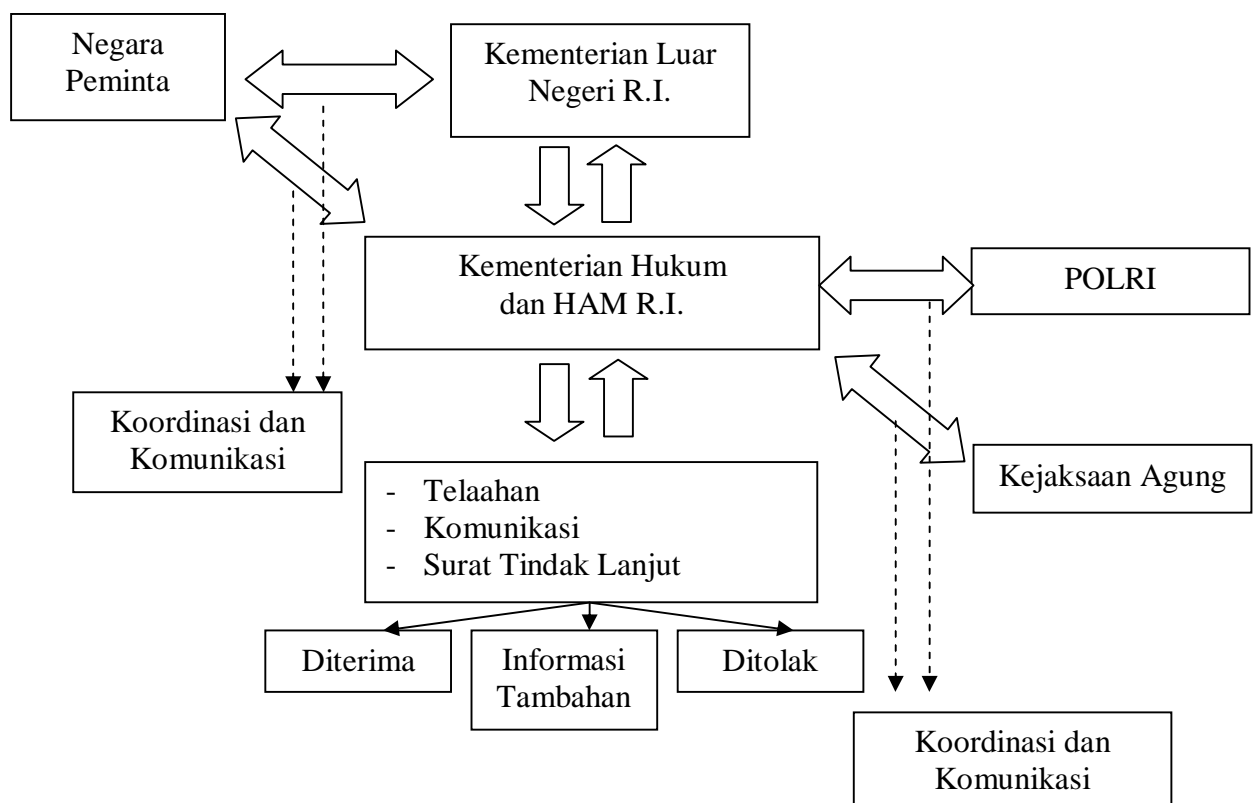 Negara
Peminta
Kementerian Luar
Negeri R.I.
Kementerian Hukum
dan HAM R.I.
POLRI
Koordinasi dan
Komunikasi
Kejaksaan Agung
- Telaahan
- Komunikasi
- Surat Tindak Lanjut
Diterima
Informasi
Tambahan
Ditolak
Koordinasi dan
Komunikasi